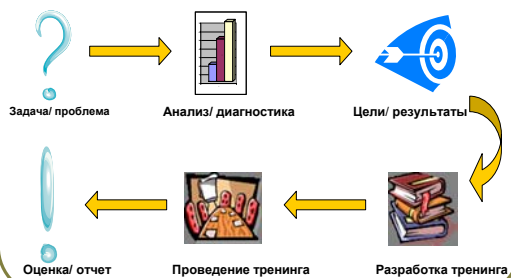 Задача/ проблема
Анализ/ диагностика
Цели/ результаты
Оценка/ отчет
Проведение тренинга
Разработка тренинга